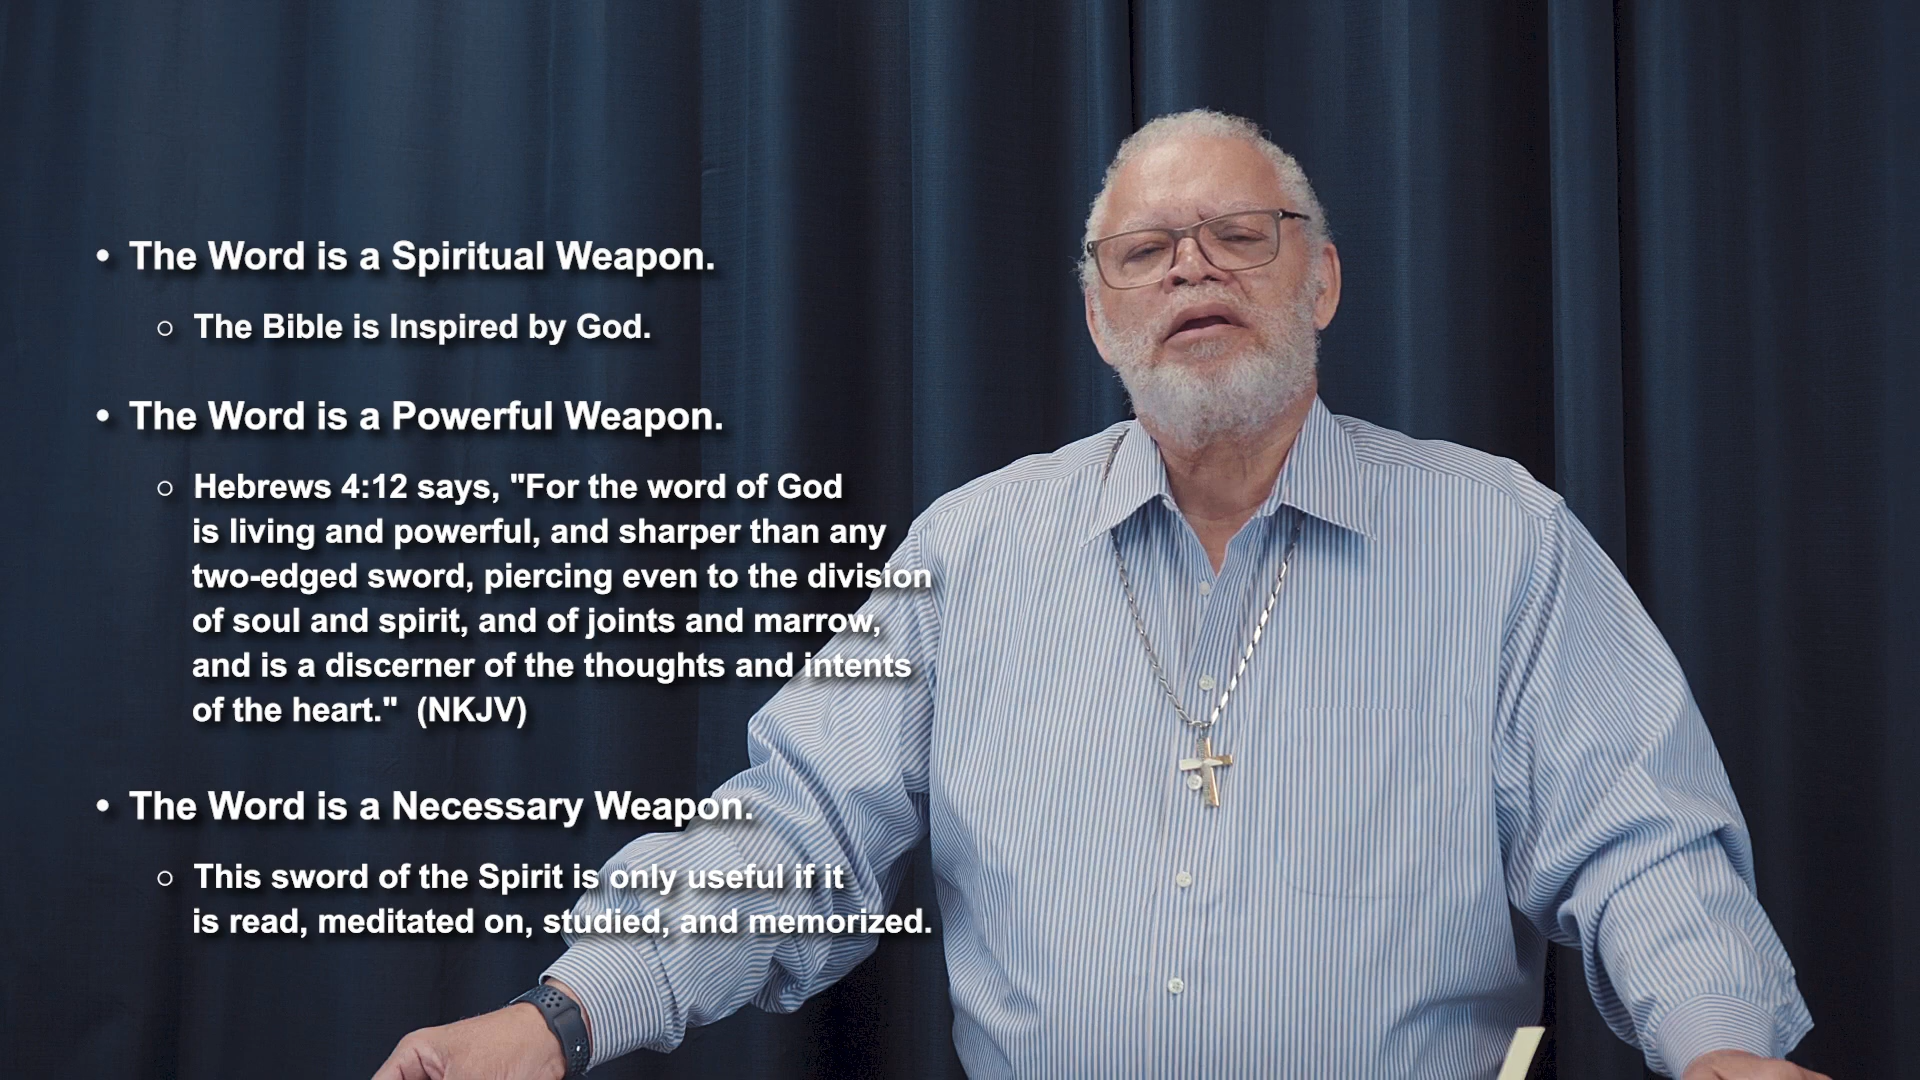 • The Word is a Spiritual Weapon.
○ The Bible is Inspired by God.
• The Word is a Powerful Weapon.
○ Hebrews 4:12 says, "For the word of God
is living and powerful, and sharper than any
two-edged sword, piercing even to the division
of soul and spirit, and of joints and marrow,
and is a discerner of the thoughts and intents
of the heart." (NKJV)
• The Word is a Necessary Weapon.
○ This sword of the Spirit is only useful if it
is read, meditated on, studied, and memorized.